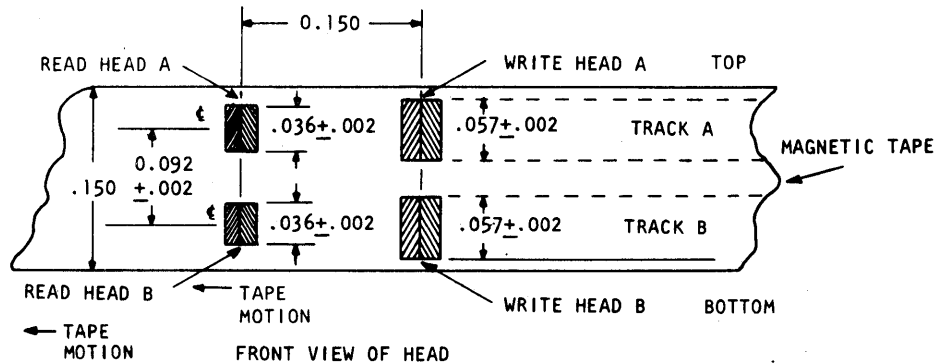 0.150
READ HEAD A
WRITE HEAD A
TOP
℄
.036±.002
.057±.002
TRACK A
MAGNETIC TAPE
0.092
±.002
.150
℄
.036±.002
.057±.002
TRACK B
READ HEAD B
TAPE
MOTION
WRITE HEAD B
BOTTOM
TAPE
MOTION
FRONT VIEW OF HEAD